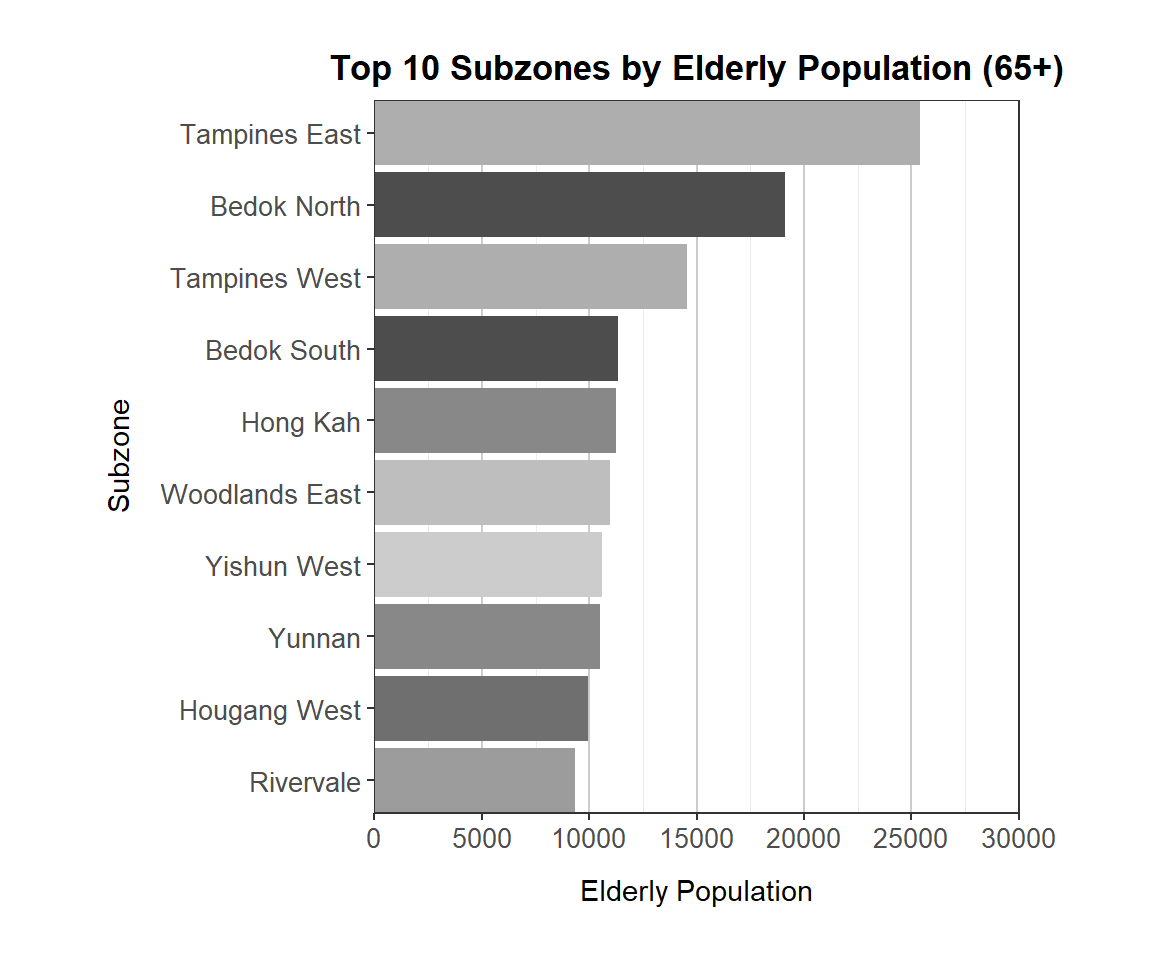 Top 10 Subzones by Elderly Population (65+)
Tampines East
Bedok North
Tampines West
Bedok South
Hong Kah
Woodlands East
Yishun West
Yunnan
Hougang West
Rivervale
Subzone
0 5000 10000 15000 20000 25000 30000
Elderly Population